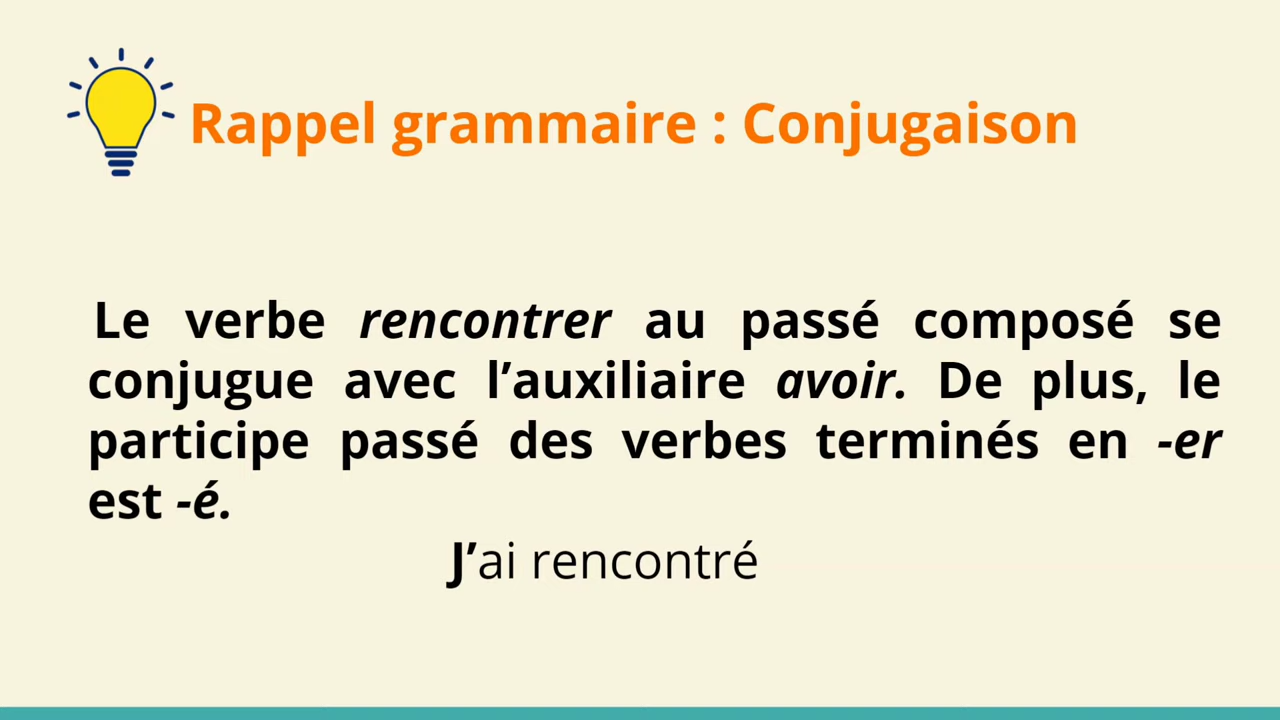 Rappel grammaire : Conjugaison
Le verbe rencontrer au passé composé se
conjugue avec l’auxiliaire avoir. De plus, le
participe passé des verbes terminés en -er
est -é.
J’ai rencontré